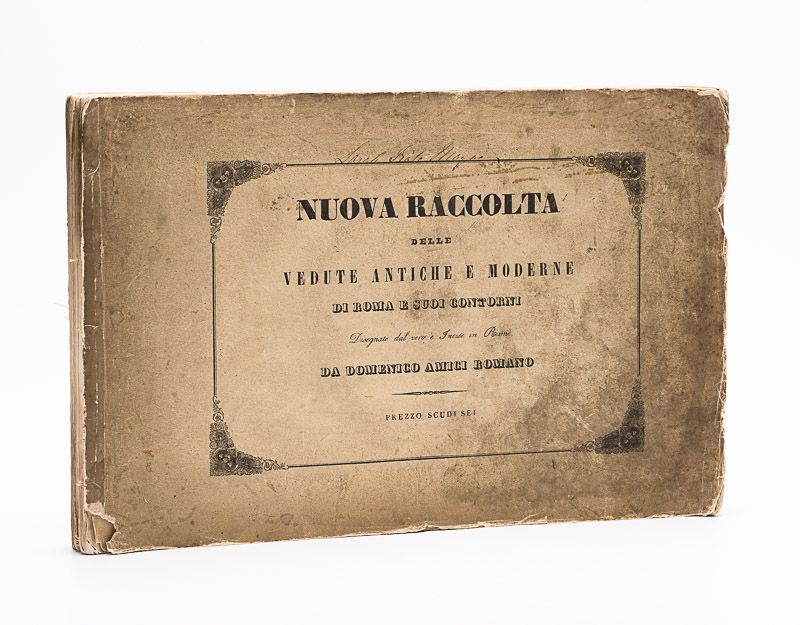 NUOVA RACCOLTA
DELLE
VEDUTE ANTICHE E MODERNE
DI ROMA E SUOI CONTORNI
Disegnate dal vero e Incise in Rame
DA DOMENICO AMICI ROMANO
PREZZO SCUDI SEI